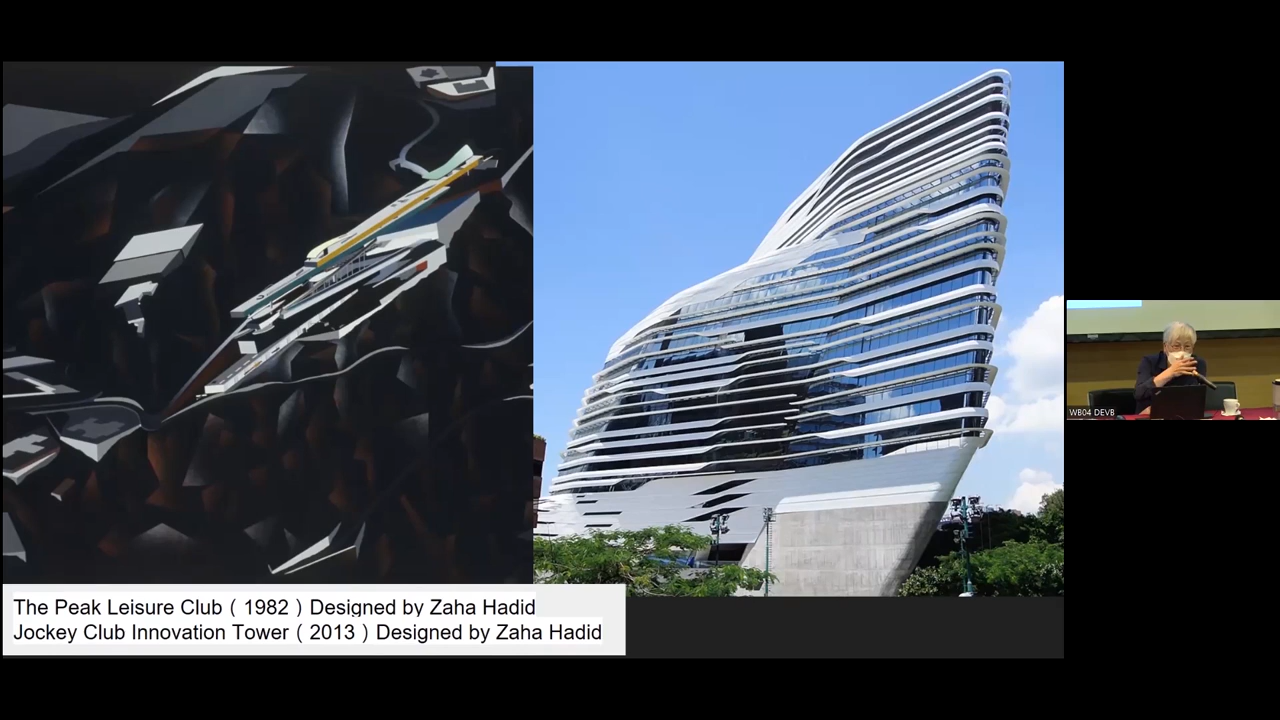 The Peak Leisure Club ( 1982 ) Designed by Zaha Hadid
Jockey Club Innovation Tower ( 2013 ) Designed by Zaha Hadid
WB04 DEVB